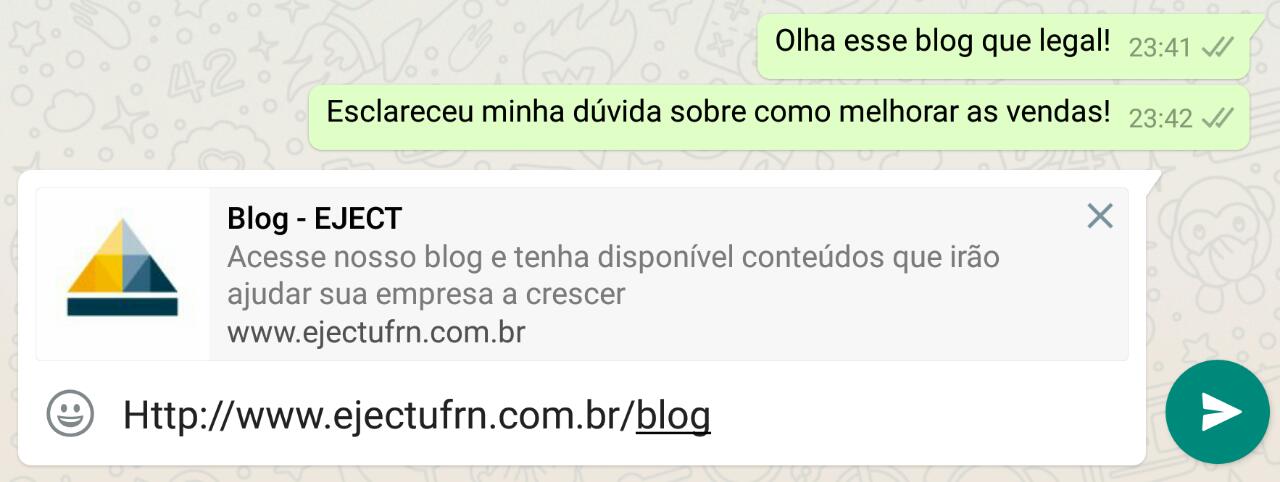 Olha esse blog que legal! 23:41
Esclareceu minha dúvida sobre como melhorar as vendas! 23:42
Blog - EJECT
Acesse nosso blog e tenha disponível conteúdos que irão
ajudar sua empresa a crescer
www.ejectufrn.com.br
Http://www.ejectufrn.com.br/blog